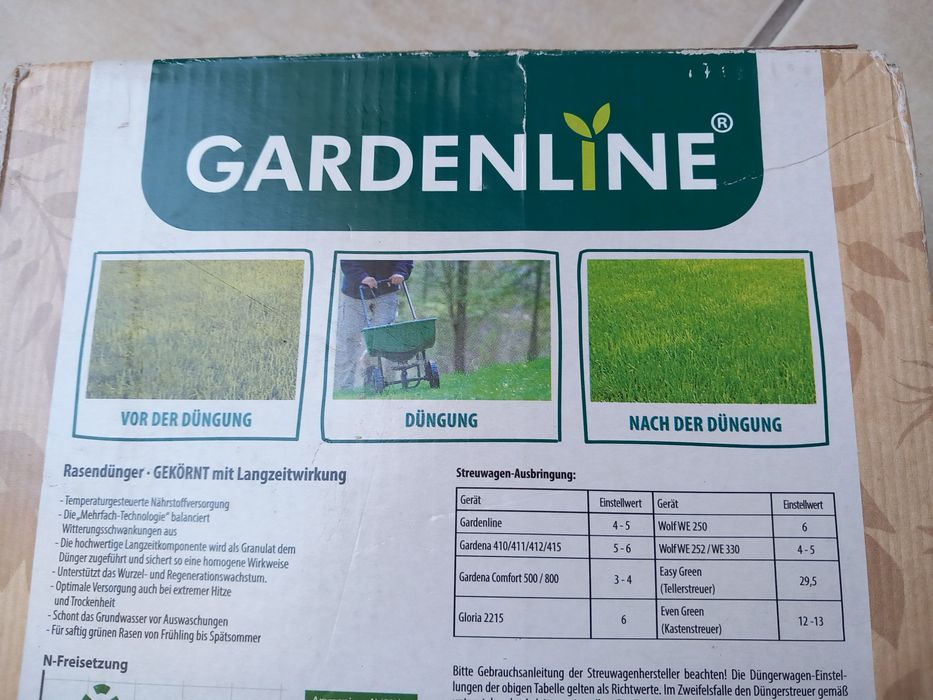 GARDENLINE®
VOR DER DÜNGUNG
DÜNGUNG
NACH DER DÜNGUNG
Rasendünger · GEKÖRNT mit Langzeitwirkung
- Temperaturgesteuerte Nährstoffversorgung
- Die „Mehrfach-Technologie" balanciert
Witterungsschwankungen aus
- Die hochwertige Langzeitkomponente wird als Granulat dem
Dünger zugeführt und sichert so eine homogene Wirkweise
- Unterstützt das Wurzel- und Regenerationswachstum.
- Optimale Versorgung auch bei extremer Hitze
und Trockenheit
- Schont das Grundwasser vor Auswaschungen
- Für saftig grünen Rasen von Frühling bis Spätsommer
N-Freisetzung
Streuwagen-Ausbringung:
Gerät Einstellwert Gerät Einstellwert
Gardenline 4 - 5 Wolf WE 250 6
Gardena 410/411/412/415 5 - 6 Wolf WE 252 / WE 330 4 - 5
Gardena Comfort 500 / 800 3 - 4 Easy Green
(Tellerstreuer) 29,5
Gloria 2215 6 Even Green
(Kastenstreuer) 12 -13
Bitte Gebrauchsanleitung der Streuwagenhersteller beachten! Die Düngerwagen-Einstel-
lungen der obigen Tabelle gelten als Richtwerte. Im Zweifelsfalle den Düngerstreuer gemäß